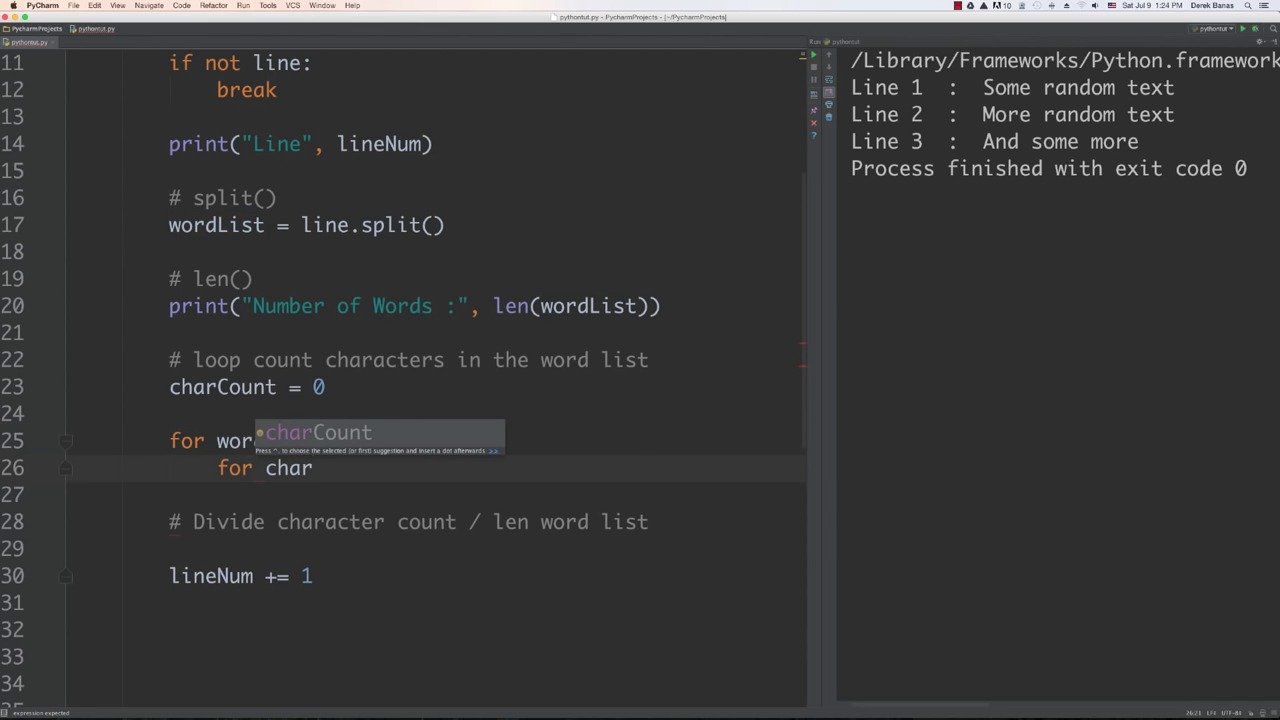 PyCharm File Edit View Navigate Code Refactor Run Tools VCS Window Help 10 Sat Jul 9 1:24 PM Derek Banas
pythontut.py - PycharmProjects - [~/PycharmProjects]
PycharmProjects pythontut.py pythontut
pythontut.py Run pythontut
11 if not line:
12 break
13
14 print("Line", lineNum)
15
16 # split()
17 wordList = line.split()
18
19 # len()
20 print("Number of Words :", len(wordList))
21
22 # loop count characters in the word list
23 charCount = 0
24
charCount
Press ^. to choose the selected (or first) suggestion and insert a dot afterwards >>
25 for wor
26 for char
27
28 # Divide character count / len word list
29
30 lineNum += 1
31
32
33
34
/Library/Frameworks/Python.framework
Line 1 : Some random text
Line 2 : More random text
Line 3 : And some more
Process finished with exit code 0
expression expected 26:21 LF÷ UTF-8